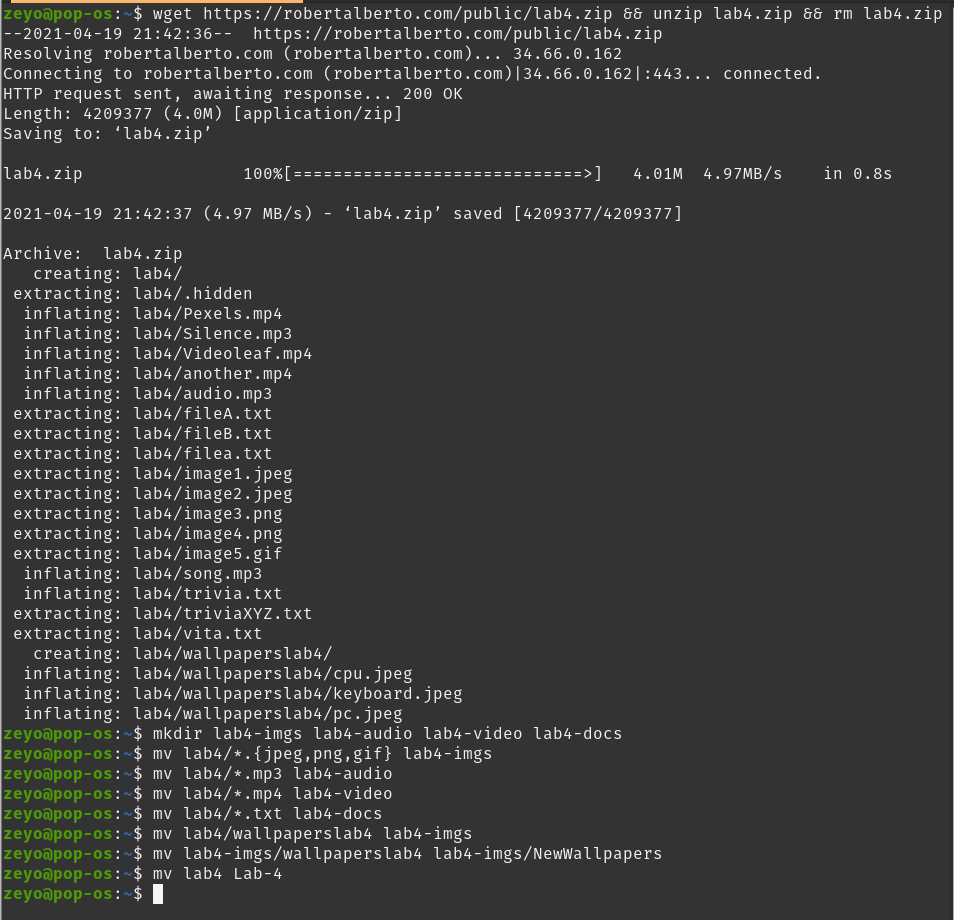 zeyo@pop-os:~$ wget https://robertalberto.com/public/lab4.zip && unzip lab4.zip && rm lab4.zip
--2021-04-19 21:42:36--  https://robertalberto.com/public/lab4.zip
Resolving robertalberto.com (robertalberto.com)... 34.66.0.162
Connecting to robertalberto.com (robertalberto.com)|34.66.0.162|:443... connected.
HTTP request sent, awaiting response... 200 OK
Length: 4209377 (4.0M) [application/zip]
Saving to: ‘lab4.zip’

lab4.zip                100%[=============================>]   4.01M  4.97MB/s    in 0.8s

2021-04-19 21:42:37 (4.97 MB/s) - ‘lab4.zip’ saved [4209377/4209377]

Archive:  lab4.zip
   creating: lab4/
 extracting: lab4/.hidden
  inflating: lab4/Pexels.mp4
  inflating: lab4/Silence.mp3
  inflating: lab4/Videoleaf.mp4
  inflating: lab4/another.mp4
  inflating: lab4/audio.mp3
 extracting: lab4/fileA.txt
 extracting: lab4/fileB.txt
 extracting: lab4/filea.txt
 extracting: lab4/image1.jpeg
 extracting: lab4/image2.jpeg
 extracting: lab4/image3.png
 extracting: lab4/image4.png
 extracting: lab4/image5.gif
  inflating: lab4/song.mp3
  inflating: lab4/trivia.txt
 extracting: lab4/triviaXYZ.txt
 extracting: lab4/vita.txt
   creating: lab4/wallpaperslab4/
  inflating: lab4/wallpaperslab4/cpu.jpeg
  inflating: lab4/wallpaperslab4/keyboard.jpeg
  inflating: lab4/wallpaperslab4/pc.jpeg
zeyo@pop-os:~$ mkdir lab4-imgs lab4-audio lab4-video lab4-docs
zeyo@pop-os:~$ mv lab4/*.{jpeg,png,gif} lab4-imgs
zeyo@pop-os:~$ mv lab4/*.mp3 lab4-audio
zeyo@pop-os:~$ mv lab4/*.mp4 lab4-video
zeyo@pop-os:~$ mv lab4/*.txt lab4-docs
zeyo@pop-os:~$ mv lab4/wallpaperslab4 lab4-imgs
zeyo@pop-os:~$ mv lab4-imgs/wallpaperslab4 lab4-imgs/NewWallpapers
zeyo@pop-os:~$ mv lab4 Lab-4
zeyo@pop-os:~$